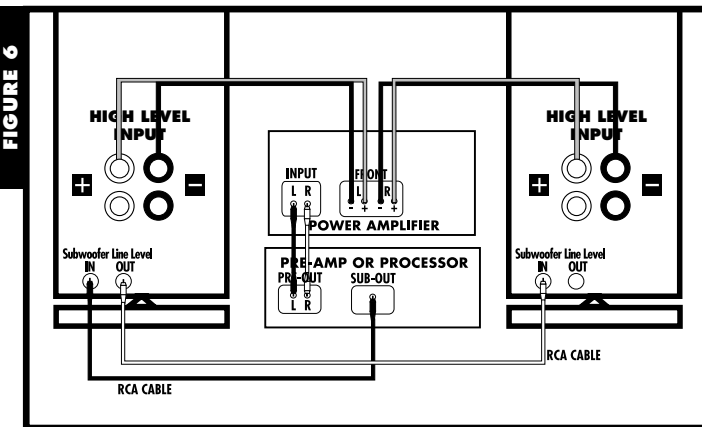 FIGURE 6
HIGH LEVEL
INPUT
+ -
Subwoofer Line Level
IN OUT
INPUT
L R
FRONT
L R
- + - +
POWER AMPLIFIER
PRE-AMP OR PROCESSOR
PRE-OUT SUB-OUT
L R
HIGH LEVEL
INPUT
+ -
Subwoofer Line Level
IN OUT
RCA CABLE
RCA CABLE